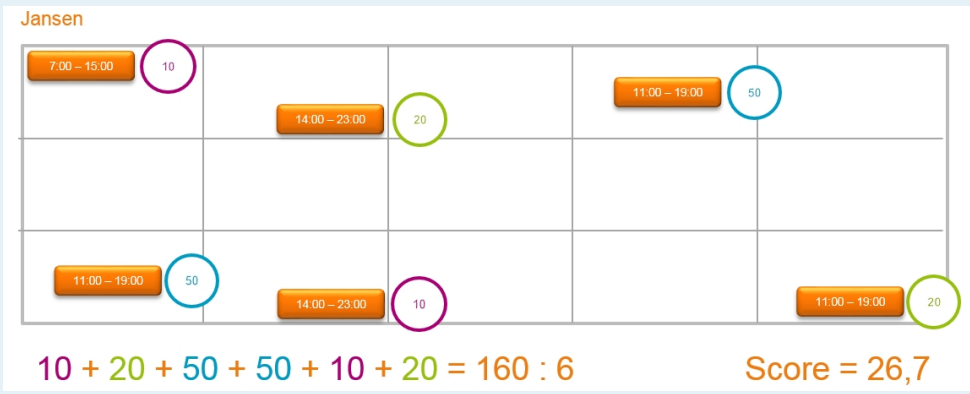 Jansen
7:00 – 15:00 10
11:00 – 19:00 50
14:00 – 23:00 20
11:00 – 19:00 50
14:00 – 23:00 10
11:00 – 19:00 20
10 + 20 + 50 + 50 + 10 + 20 = 160 : 6 Score = 26,7